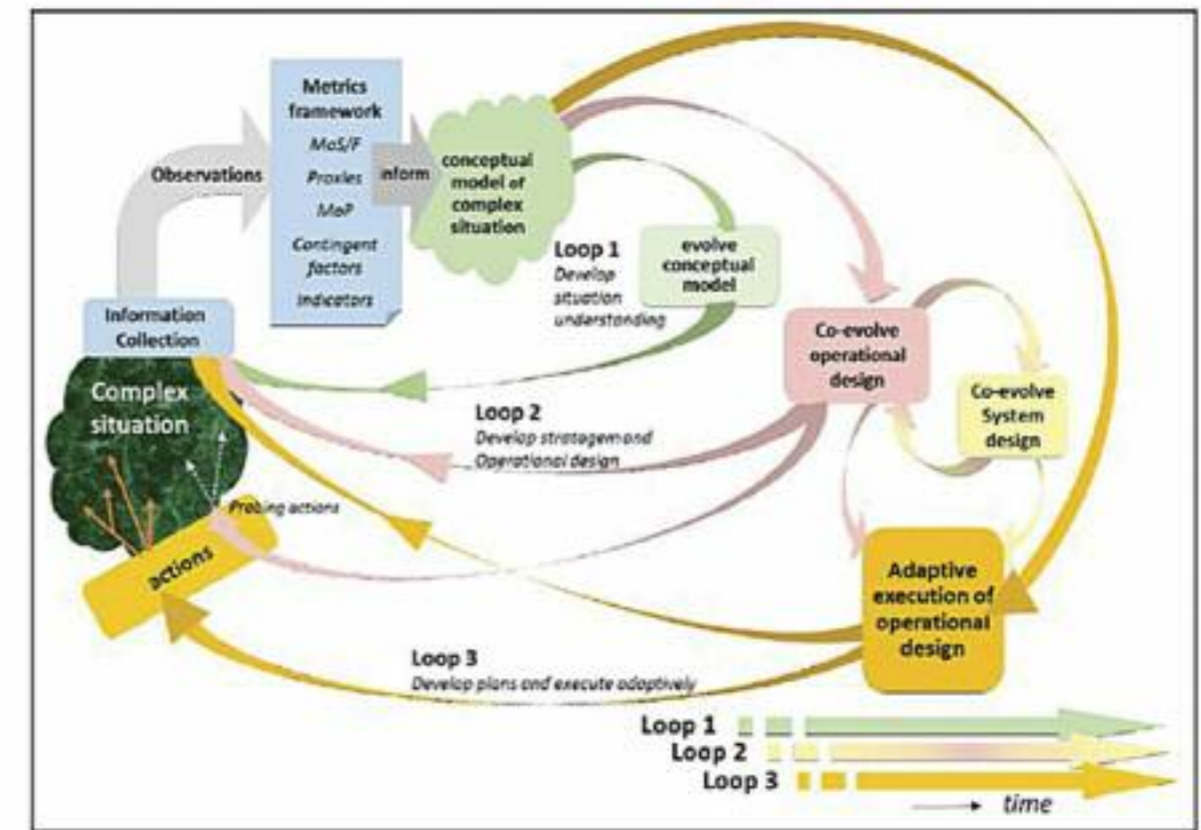 Metrics
framework
MoS/F
Proxies
MoP
Contingent
factors
Indicators
Observations
inform
conceptual
model of
complex
situation
Loop 1
Develop
situation
understanding
evolve
conceptual
model
Information
Collection
Complex
situation
Co-evolve
operational
design
Co-evolve
System
design
Loop 2
Develop stratagem and
Operational design
Probing actions
actions
Adaptive
execution of
operational
design
Loop 3
Develop plans and execute adaptively
Loop 1
Loop 2
Loop 3
time